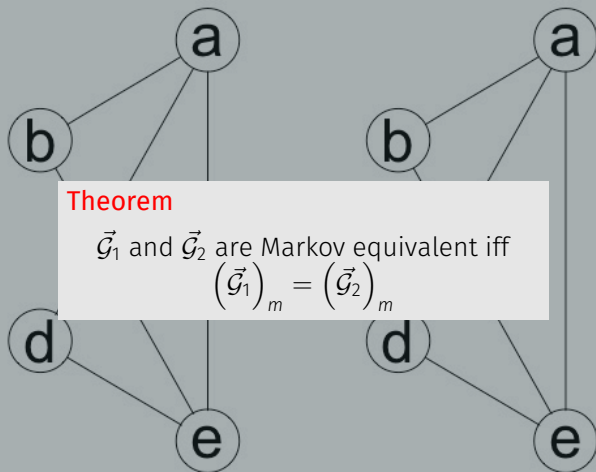 a a
b b
Theorem
𝒢⃗₁ and 𝒢⃗₂ are Markov equivalent iff
(𝒢⃗₁)ₘ = (𝒢⃗₂)ₘ
d d
e e